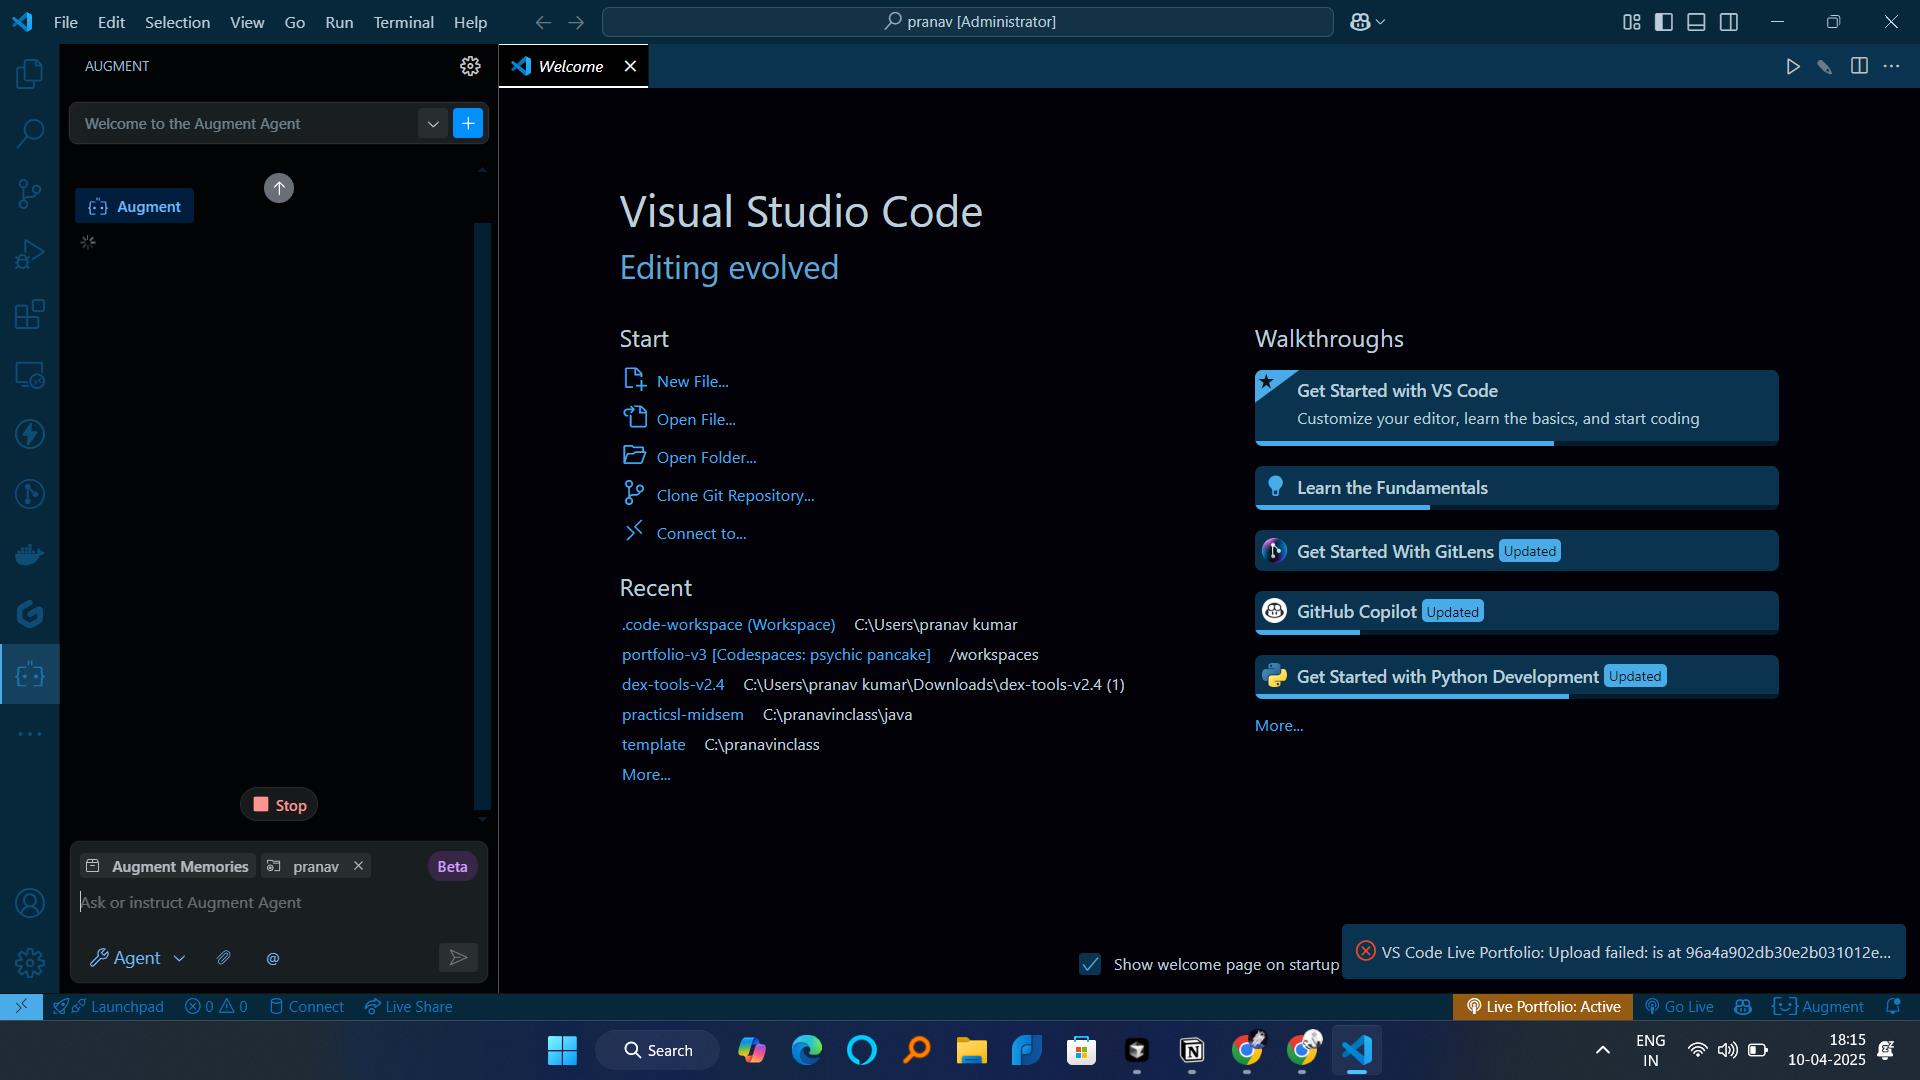 File Edit Selection View Go Run Terminal Help
pranav [Administrator]
AUGMENT
Welcome
Welcome to the Augment Agent
Augment
Visual Studio Code
Editing evolved
Start
New File...
Open File...
Open Folder...
Clone Git Repository...
Connect to...
Recent
.code-workspace (Workspace) C:\Users\pranav kumar
portfolio-v3 [Codespaces: psychic pancake] /workspaces
dex-tools-v2.4 C:\Users\pranav kumar\Downloads\dex-tools-v2.4 (1)
practicsl-midsem C:\pranavinclass\java
template C:\pranavinclass
More...
Walkthroughs
Get Started with VS Code
Customize your editor, learn the basics, and start coding
Learn the Fundamentals
Get Started With GitLens Updated
GitHub Copilot Updated
Get Started with Python Development Updated
More...
Stop
Augment Memories pranav Beta
Ask or instruct Augment Agent
Agent @
Show welcome page on startup
VS Code Live Portfolio: Upload failed: is at 96a4a902db30e2b031012e...
Launchpad 0 0 Connect Live Share
Live Portfolio: Active Go Live Augment
Search
ENG
IN
18:15
10-04-2025